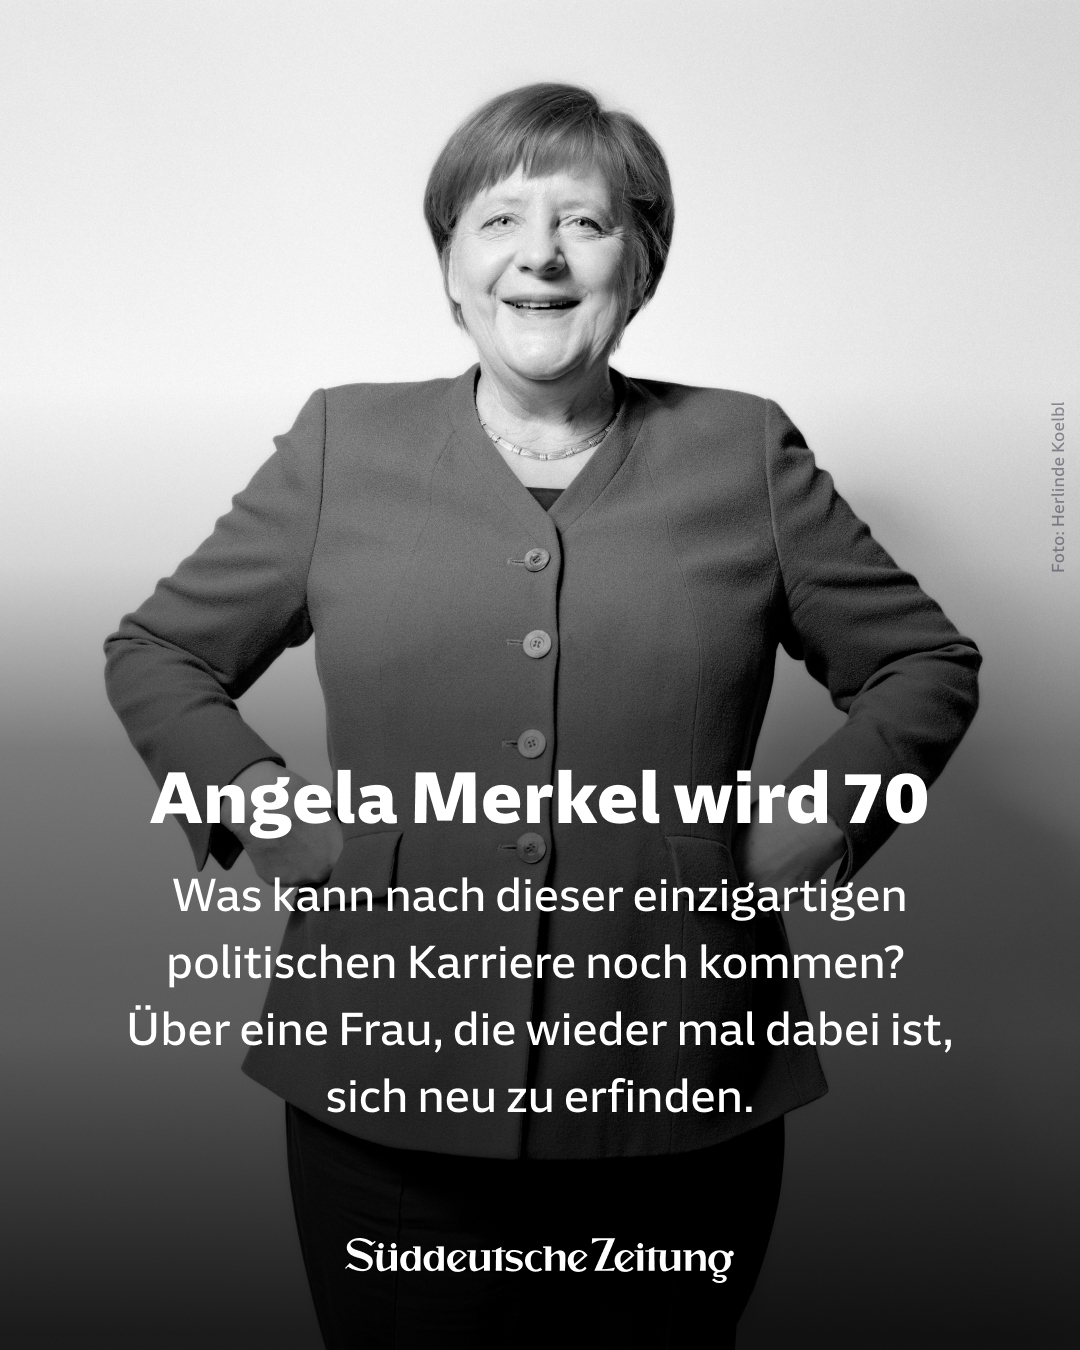 Foto: Herlinde Koelbl
Angela Merkel wird 70
Was kann nach dieser einzigartigen
politischen Karriere noch kommen?
Über eine Frau, die wieder mal dabei ist,
sich neu zu erfinden.
Süddeutsche Zeitung